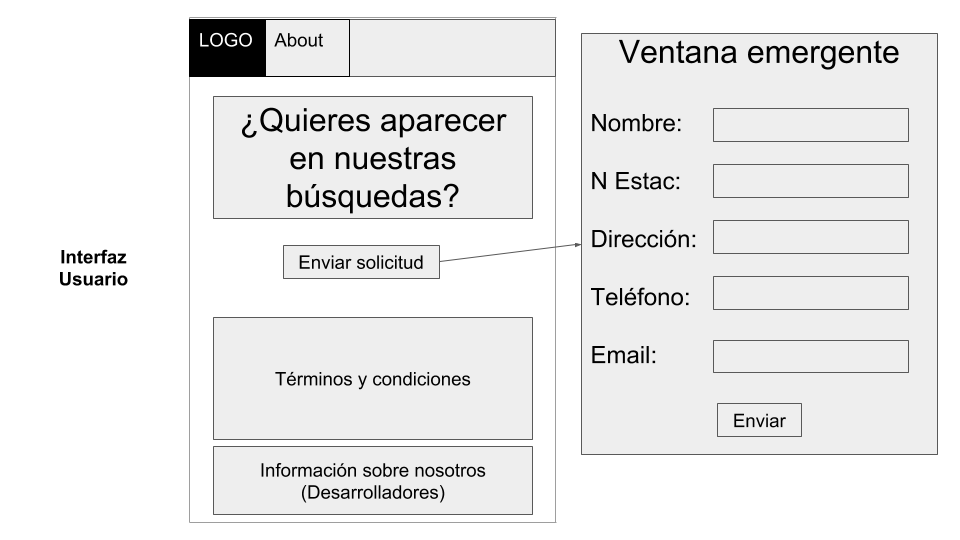 Interfaz
Usuario
LOGO
About
¿Quieres aparecer
en nuestras
búsquedas?
Enviar solicitud
Términos y condiciones
Información sobre nosotros
(Desarrolladores)
Ventana emergente
Nombre:
N Estac:
Dirección:
Teléfono:
Email:
Enviar